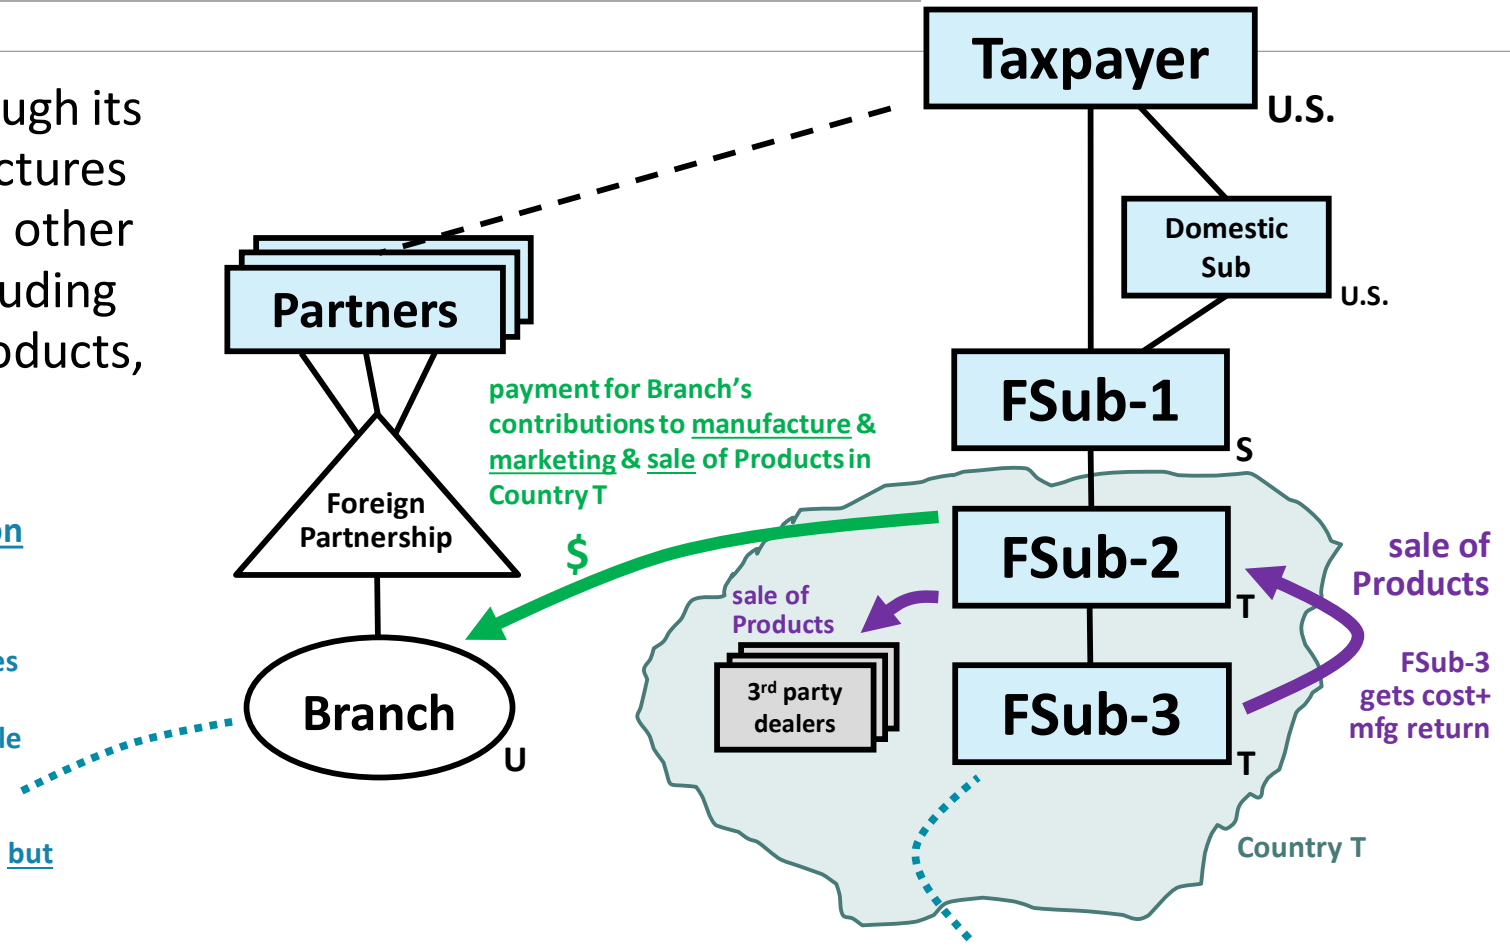 Taxpayer
U.S.
ugh its
ctures
other
uding
oducts,
Domestic
Sub
U.S.
Partners
payment for Branch's
contributions to manufacture &
marketing & sale of Products in
Country T
FSub-1
S
Foreign
Partnership
on
$
FSub-2
T
sale of
Products
sale of
Products
es
le
but
Branch
U
3rd party
dealers
FSub-3
T
FSub-3
gets cost+
mfg return
Country T